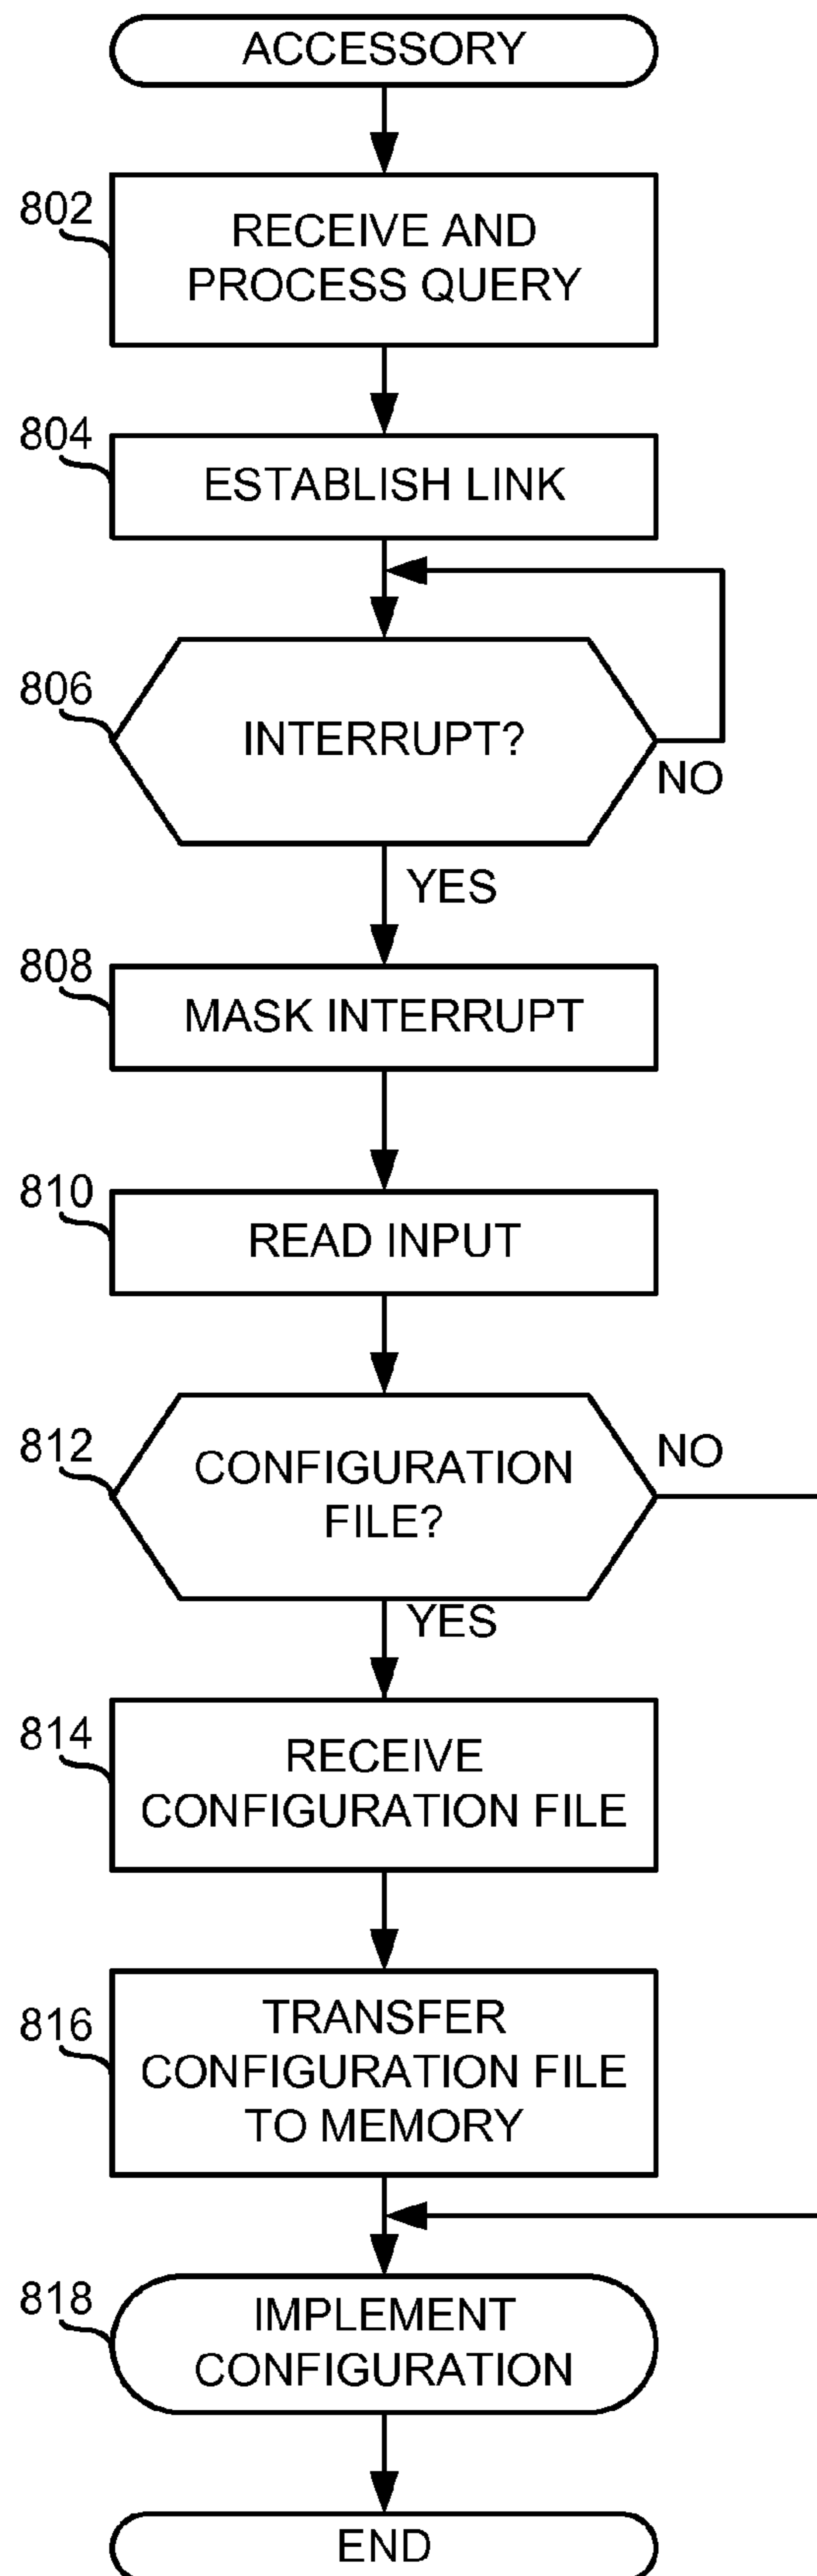 ACCESSORY
802
RECEIVE AND
PROCESS QUERY
804
ESTABLISH LINK
806
INTERRUPT?
NO
YES
808
MASK INTERRUPT
810
READ INPUT
812
CONFIGURATION
FILE?
NO
YES
814
RECEIVE
CONFIGURATION FILE
816
TRANSFER
CONFIGURATION FILE
TO MEMORY
818
IMPLEMENT
CONFIGURATION
END